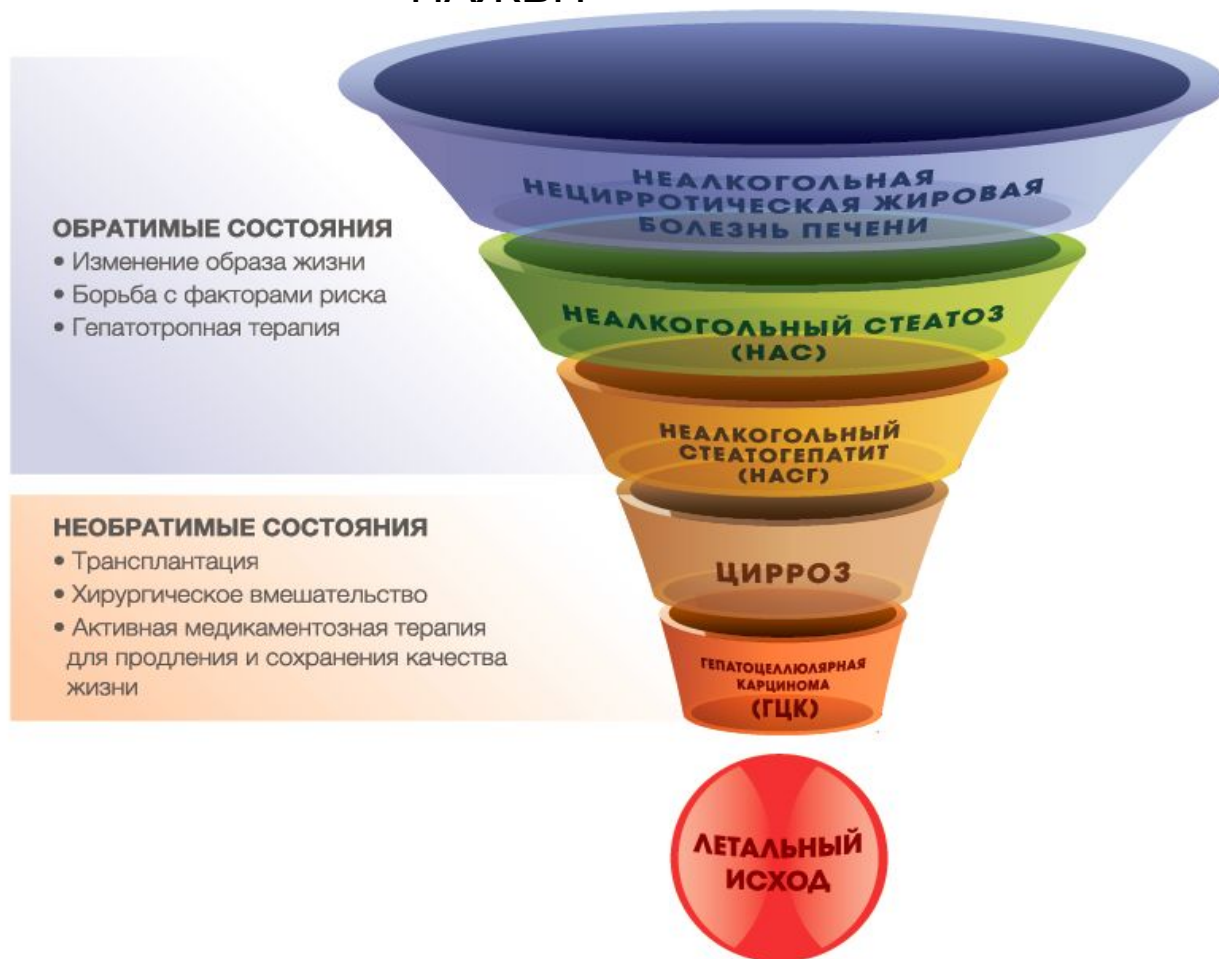 НЕАЛКОГОЛЬНАЯ
НЕЦИРРОТИЧЕСКАЯ ЖИРОВАЯ
БОЛЕЗНЬ ПЕЧЕНИ
ОБРАТИМЫЕ СОСТОЯНИЯ
• Изменение образа жизни
• Борьба с факторами риска
• Гепатотропная терапия
НЕАЛКОГОЛЬНЫЙ СТЕАТОЗ
(НАС)
НЕАЛКОГОЛЬНЫЙ
СТЕАТОГЕПАТИТ
(НАСГ)
НЕОБРАТИМЫЕ СОСТОЯНИЯ
• Трансплантация
• Хирургическое вмешательство
• Активная медикаментозная терапия
для продления и сохранения качества
жизни
ЦИРРОЗ
ГЕПАТОЦЕЛЛЮЛЯРНАЯ
КАРЦИНОМА
(ГЦК)
ЛЕТАЛЬНЫЙ
ИСХОД